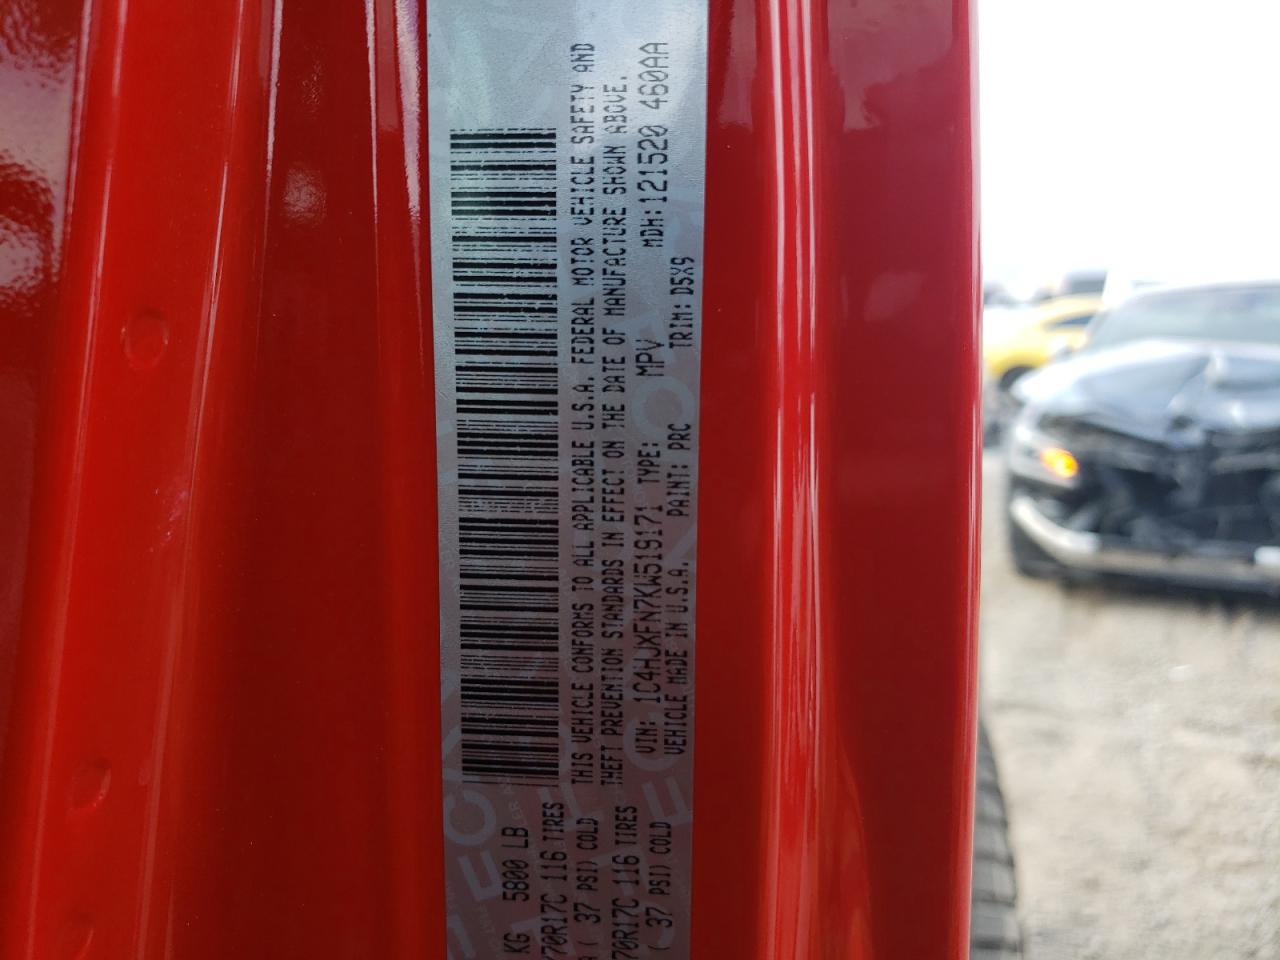 KG 5800 LB
70R17C 116 TIRES
( 37 PSI) COLD
70R17C 116 TIRES
( 37 PSI) COLD
THIS VEHICLE CONFORMS TO ALL APPLICABLE U.S.A. FEDERAL MOTOR VEHICLE SAFETY AND
THEFT PREVENTION STANDARDS IN EFFECT ON THE DATE OF MANUFACTURE SHOWN ABOVE.
VIN: 1C4HJXFN7KW519171 TYPE: MPV MDH:121520 460AA
VEHICLE MADE IN U.S.A. PAINT: PRC TRIM: D5X9